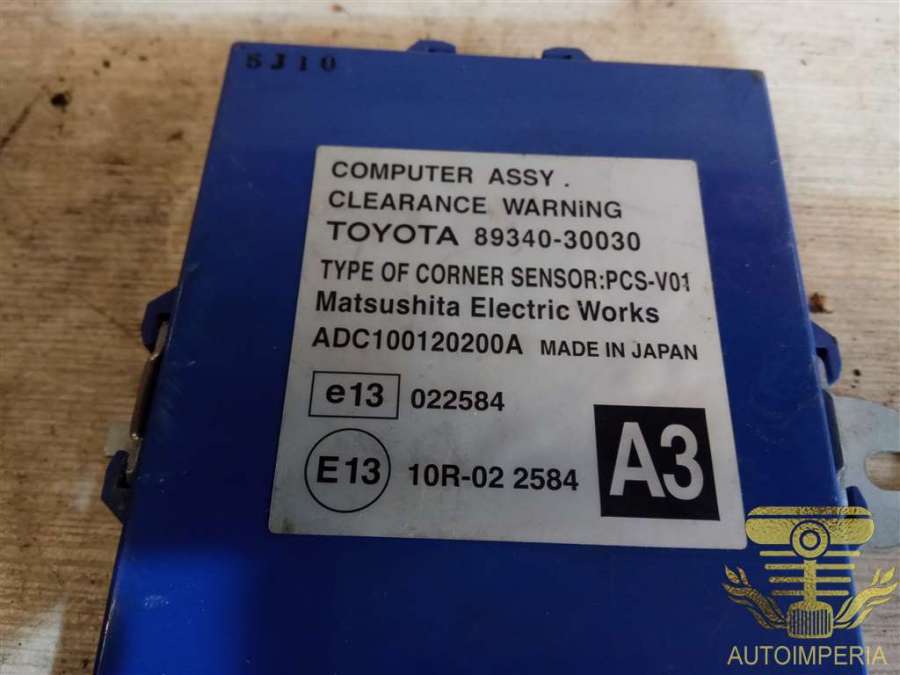 5J10
COMPUTER ASSY.
CLEARANCE WARNiNG
TOYOTA 89340-30030
TYPE OF CORNER SENSOR:PCS-V01
Matsushita Electric Works
ADC100120200A MADE IN JAPAN
e13 022584
E13 10R-02 2584
A3
AUTOIMPERIA